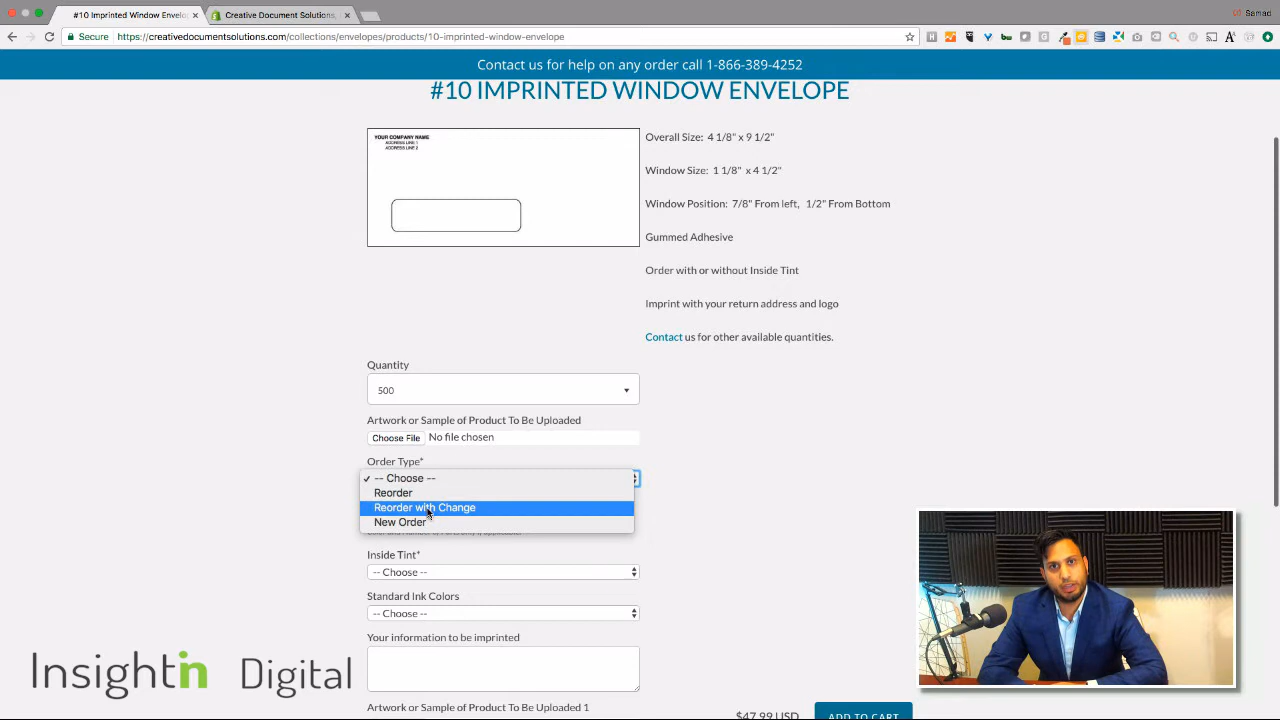 #10 Imprinted Window Envelo
Creative Document Solutions,
Samad
Secure
https://creativedocumentsolutions.com/collections/envelopes/products/10-imprinted-window-envelope
Contact us for help on any order call 1-866-389-4252
#10 IMPRINTED WINDOW ENVELOPE
YOUR COMPANY NAME
ADDRESS LINE 1
ADDRESS LINE 2
Overall Size: 4 1/8" x 9 1/2"
Window Size: 1 1/8" x 4 1/2"
Window Position: 7/8" From left, 1/2" From Bottom
Gummed Adhesive
Order with or without Inside Tint
Imprint with your return address and logo
Contact us for other available quantities.
Quantity
500
Artwork or Sample of Product To Be Uploaded
Choose File No file chosen
Order Type*
✓ -- Choose --
Reorder
Reorder with Change
New Order
Inside Tint*
-- Choose --
Standard Ink Colors
-- Choose --
Your information to be imprinted
Artwork or Sample of Product To Be Uploaded 1
$47.99 USD
ADD TO CART
Insightin Digital